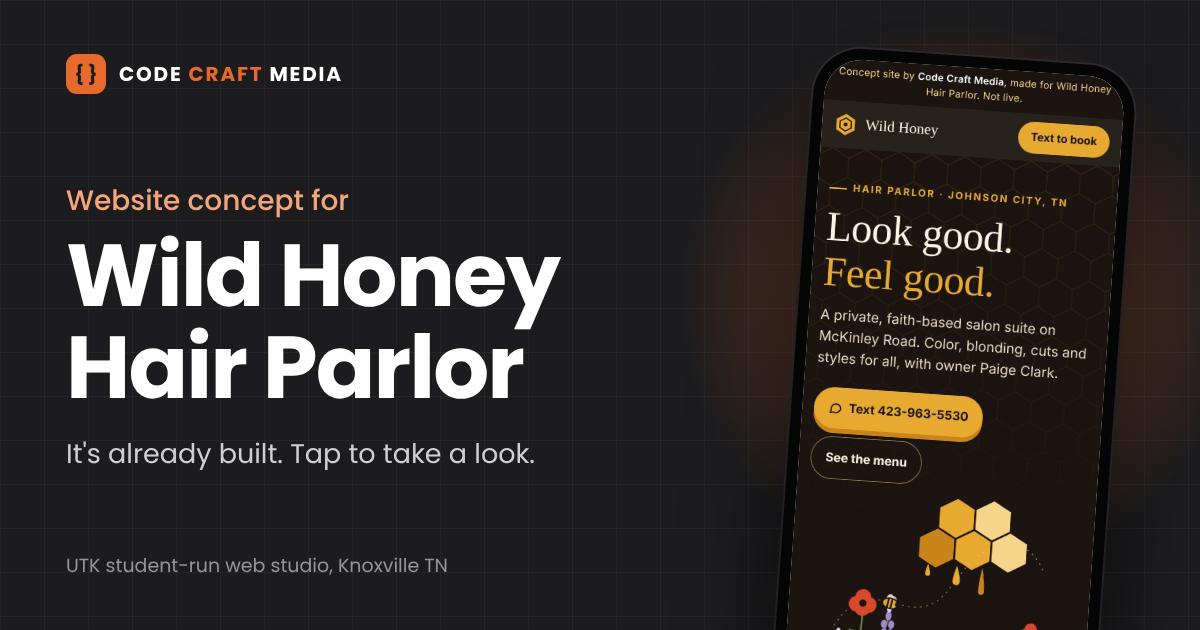 { } CODE CRAFT MEDIA
Website concept for
Wild Honey
Hair Parlor
It's already built. Tap to take a look.
UTK student-run web studio, Knoxville TN
Concept site by Code Craft Media, made for Wild Honey
Hair Parlor. Not live.
Wild Honey
Text to book
HAIR PARLOR · JOHNSON CITY, TN
Look good.
Feel good.
A private, faith-based salon suite on
McKinley Road. Color, blonding, cuts and
styles for all, with owner Paige Clark.
Text 423-963-5530
See the menu